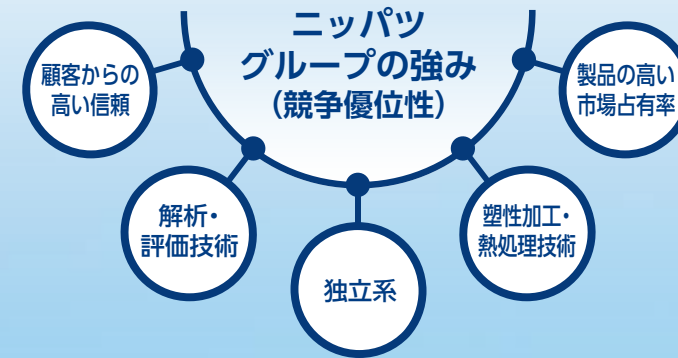 ニッパツ
グループの強み
(競争優位性)
顧客からの
高い信頼
解析・
評価技術
独立系
塑性加工・
熱処理技術
製品の高い
市場占有率